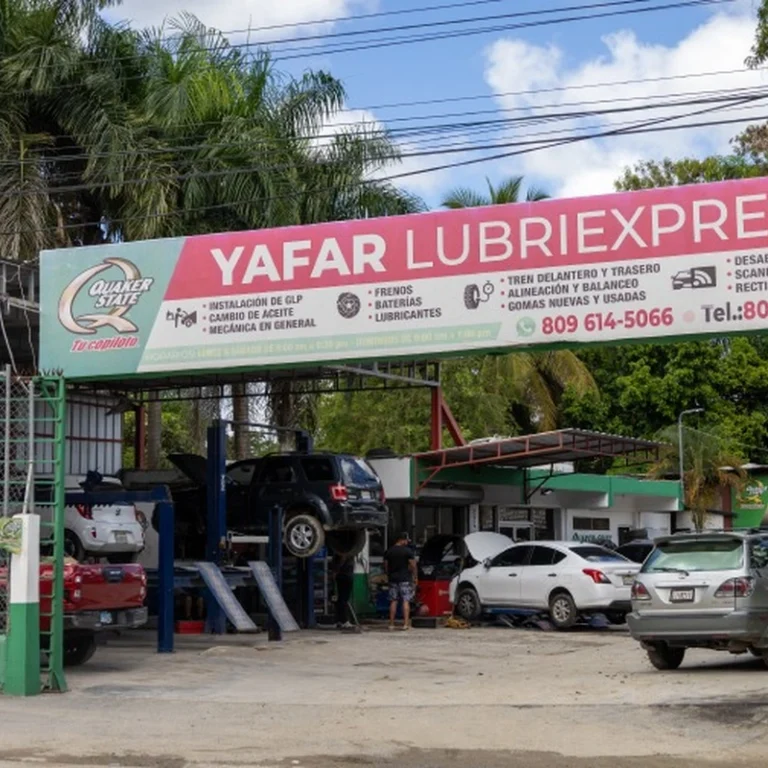 YAFAR LUBRIEXPRE
QUAKER
STATE
Tu copiloto
• INSTALACIÓN DE GLP
• CAMBIO DE ACEITE
• MECÁNICA EN GENERAL
• FRENOS
• BATERÍAS
• LUBRICANTES
• TREN DELANTERO Y TRASERO
• ALINEACIÓN Y BALANCEO
• GOMAS NUEVAS Y USADAS
• DESAB
• SCAN
• RECTI
809 614-5066 • Tel.:80